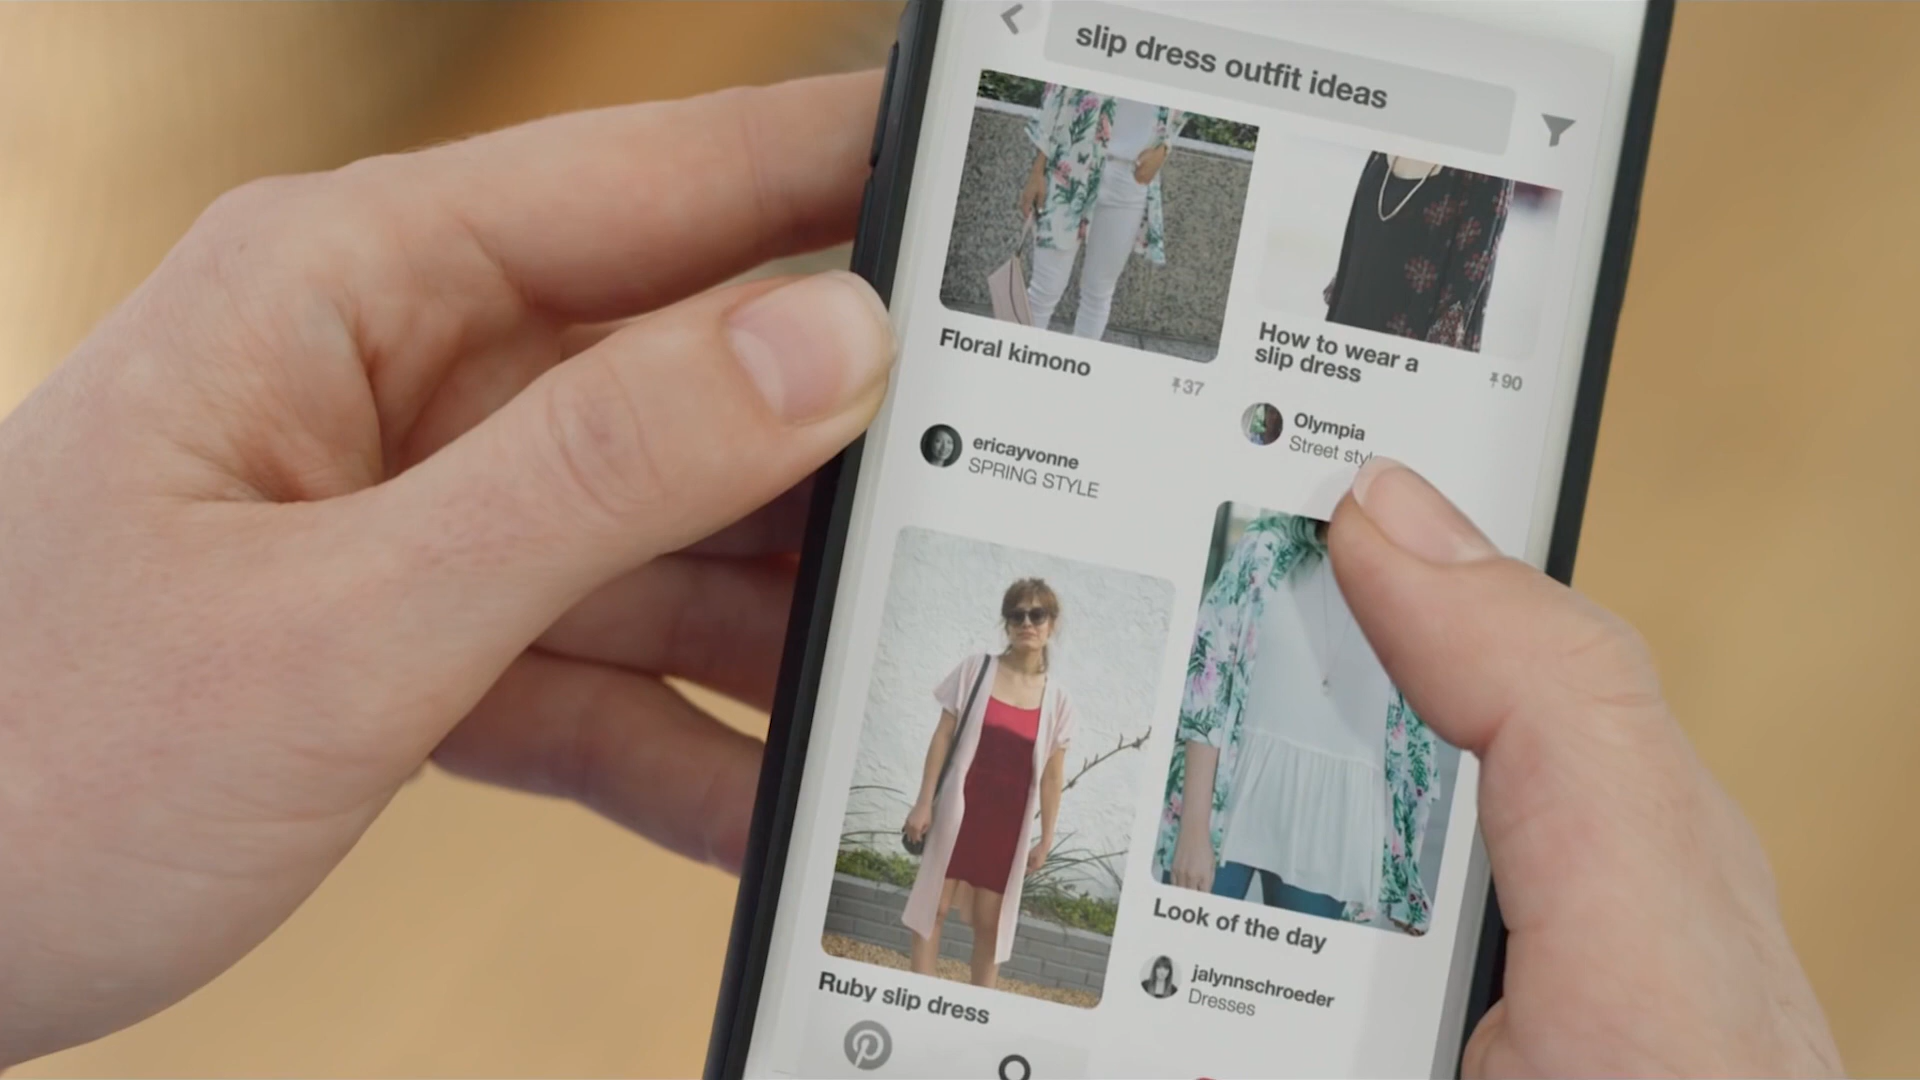 slip dress outfit ideas
Floral kimono
37
ericayvonne
SPRING STYLE
How to wear a
slip dress
90
Olympia
Street style
Ruby slip dress
Look of the day
jalynnschroeder
Dresses